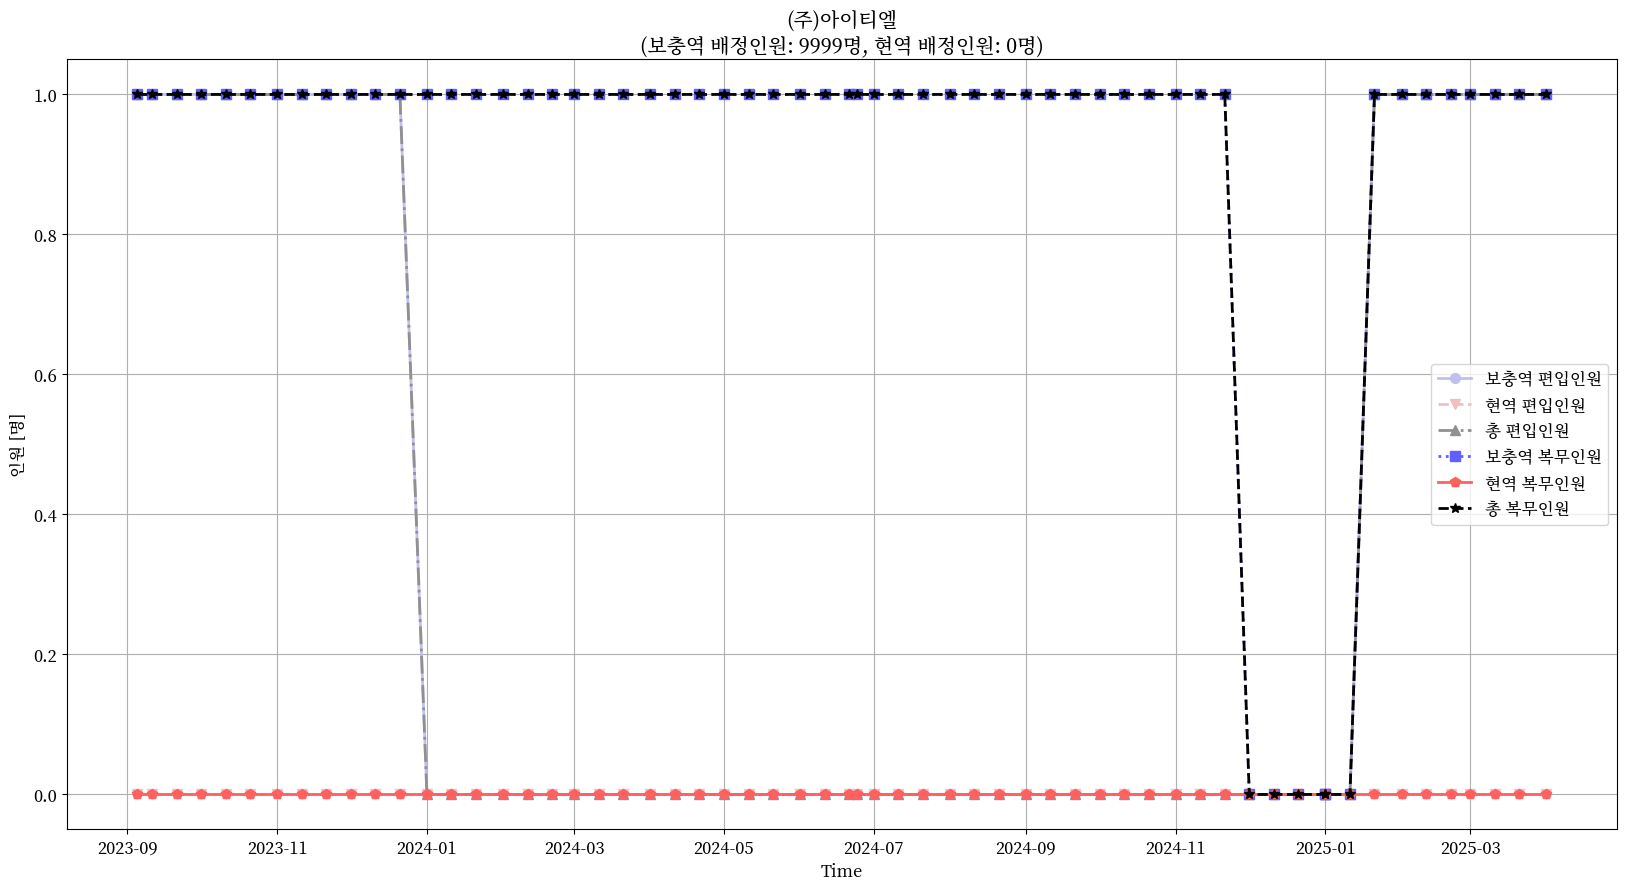 (주)아이티엘
(보충역 배정인원: 9999명, 현역 배정인원: 0명)
인원 [명]
1.0
0.8
0.6
0.4
0.2
0.0
보충역 편입인원
현역 편입인원
총 편입인원
보충역 복무인원
현역 복무인원
총 복무인원
2023-09 2023-11 2024-01 2024-03 2024-05 2024-07 2024-09 2024-11 2025-01 2025-03
Time